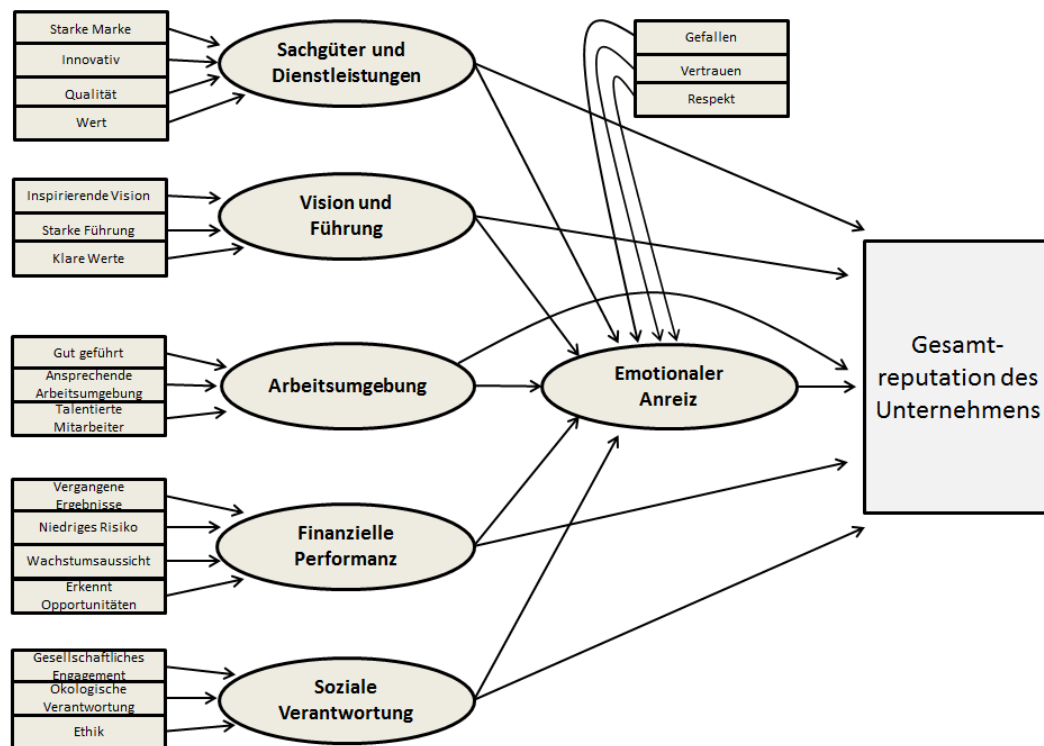 Starke Marke
Innovativ
Qualität
Wert
Sachgüter und
Dienstleistungen
Gefallen
Vertrauen
Respekt
Inspirierende Vision
Starke Führung
Klare Werte
Vision und
Führung
Gut geführt
Ansprechende
Arbeitsumgebung
Talentierte
Mitarbeiter
Arbeitsumgebung
Emotionaler
Anreiz
Gesamt-
reputation des
Unternehmens
Vergangene
Ergebnisse
Niedriges Risiko
Wachstumsaussicht
Erkennt
Opportunitäten
Finanzielle
Performanz
Gesellschaftliches
Engagement
Ökologische
Verantwortung
Ethik
Soziale
Verantwortung